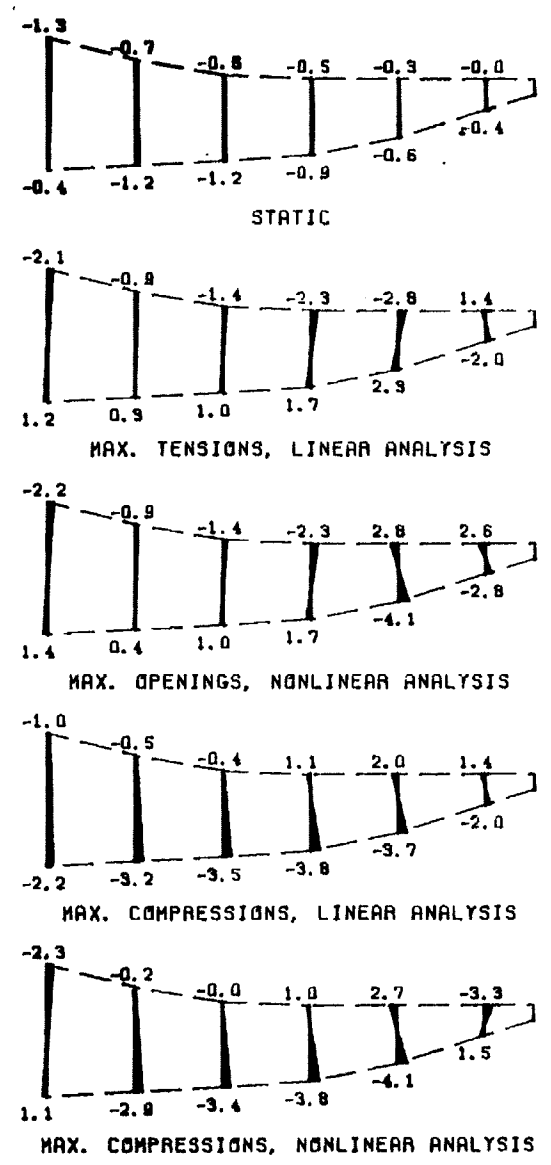 -1.3
-0.7 -0.8 -0.5 -0.3 -0.0
-0.4 -1.2 -1.2 -0.9 -0.6 -0.4
STATIC
-2.1
-0.9 -1.4 -2.3 -2.8 1.4
1.2 0.9 1.0 1.7 2.9 -2.0
MAX. TENSIONS, LINEAR ANALYSIS
-2.2
-0.9 -1.4 -2.3 2.8 2.6
1.4 0.4 1.0 1.7 -4.1 -2.8
MAX. OPENINGS, NONLINEAR ANALYSIS
-1.0
-0.5 -0.4 1.1 2.0 1.4
-2.2 -3.2 -3.5 -3.8 -3.7 -2.0
MAX. COMPRESSIONS, LINEAR ANALYSIS
-2.3
-0.2 -0.0 1.0 2.7 -3.3
1.1 -2.9 -3.4 -3.8 -4.1 1.5
MAX. COMPRESSIONS, NONLINEAR ANALYSIS